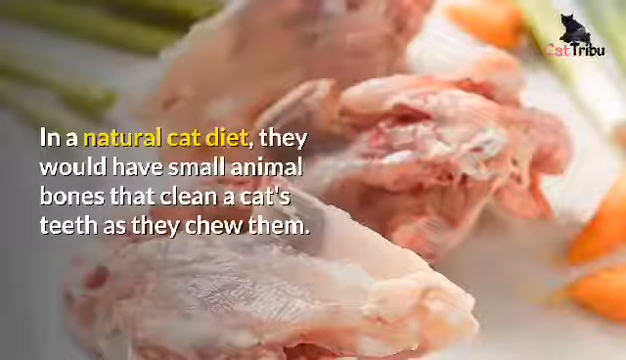 CatTribu
In a natural cat diet, they
would have small animal
bones that clean a cat's
teeth as they chew them.